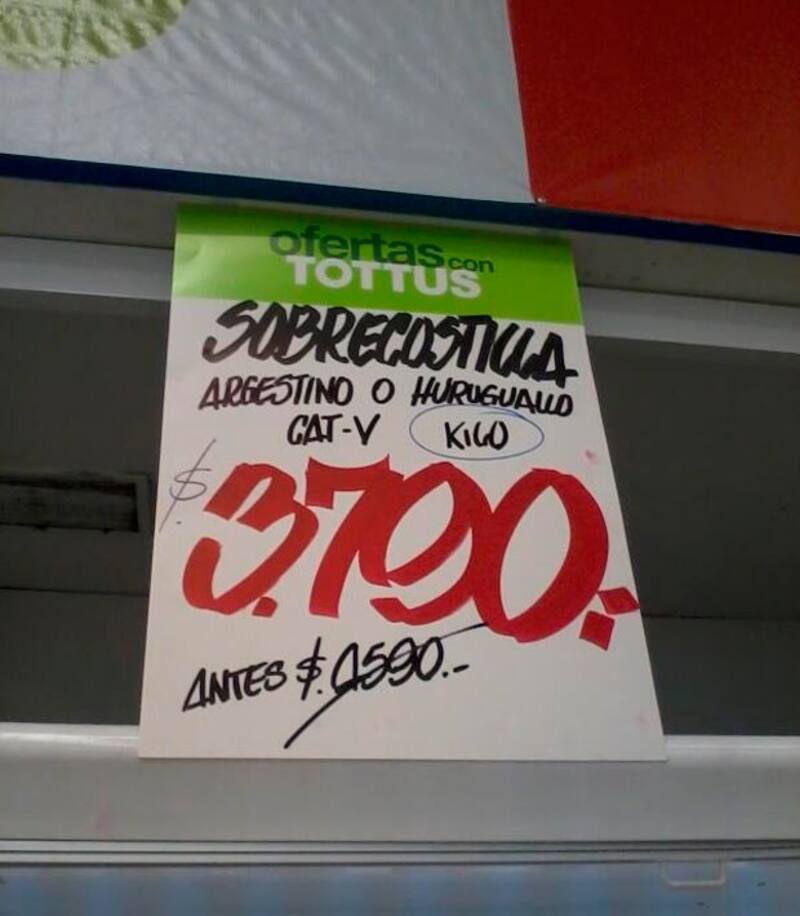 ofertas con
TOTTUS
SOBRECOSTILLA
ARGESTINO O HURUGUALLO
CAT-V KILO
$ 3.790.-
ANTES $. 4590.-